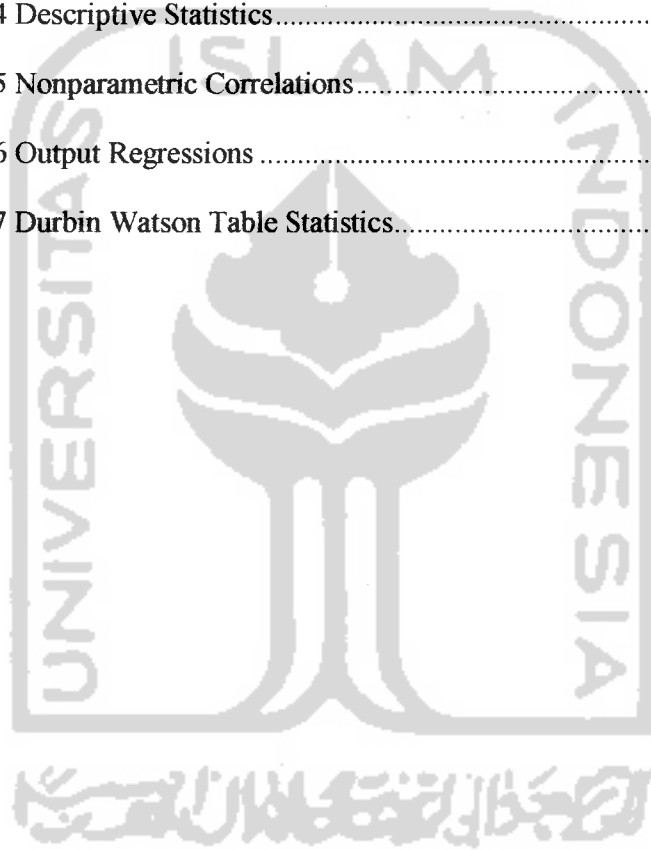 4 Descriptive Statistics.............................................................
5 Nonparametric Correlations..............................................
6 Output Regressions..............................................................
7 Durbin Watson Table Statistics.........................................
UNIVERSITAS
ISLAM
INDONESIA